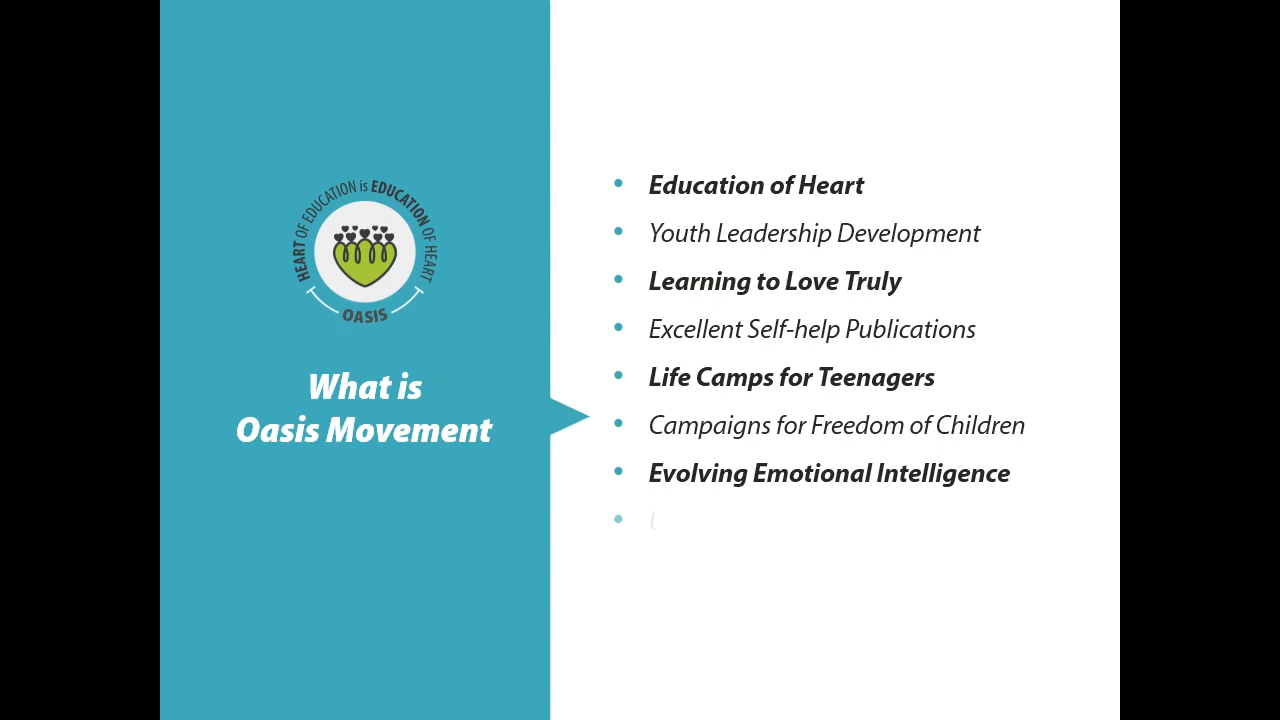 HEART OF EDUCATION is EDUCATION OF HEART
OASIS
What is
Oasis Movement
• Education of Heart
• Youth Leadership Development
• Learning to Love Truly
• Excellent Self-help Publications
• Life Camps for Teenagers
• Campaigns for Freedom of Children
• Evolving Emotional Intelligence
•